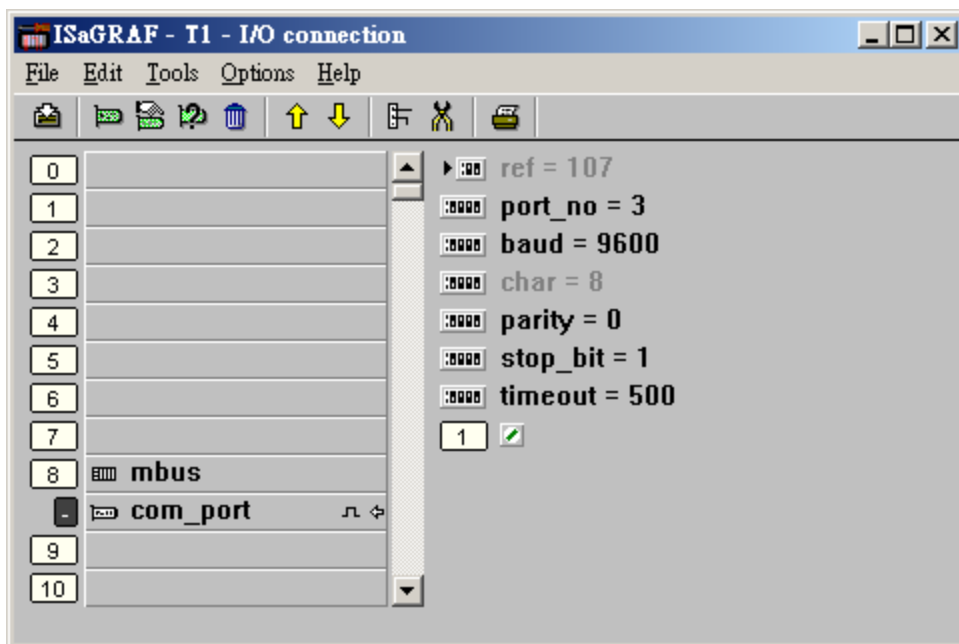 ISaGRAF - T1 - I/O connection
File Edit Tools Options Help
0
1
2
3
4
5
6
7
8 mbus
- com_port
9
10
ref = 107
port_no = 3
baud = 9600
char = 8
parity = 0
stop_bit = 1
timeout = 500
1